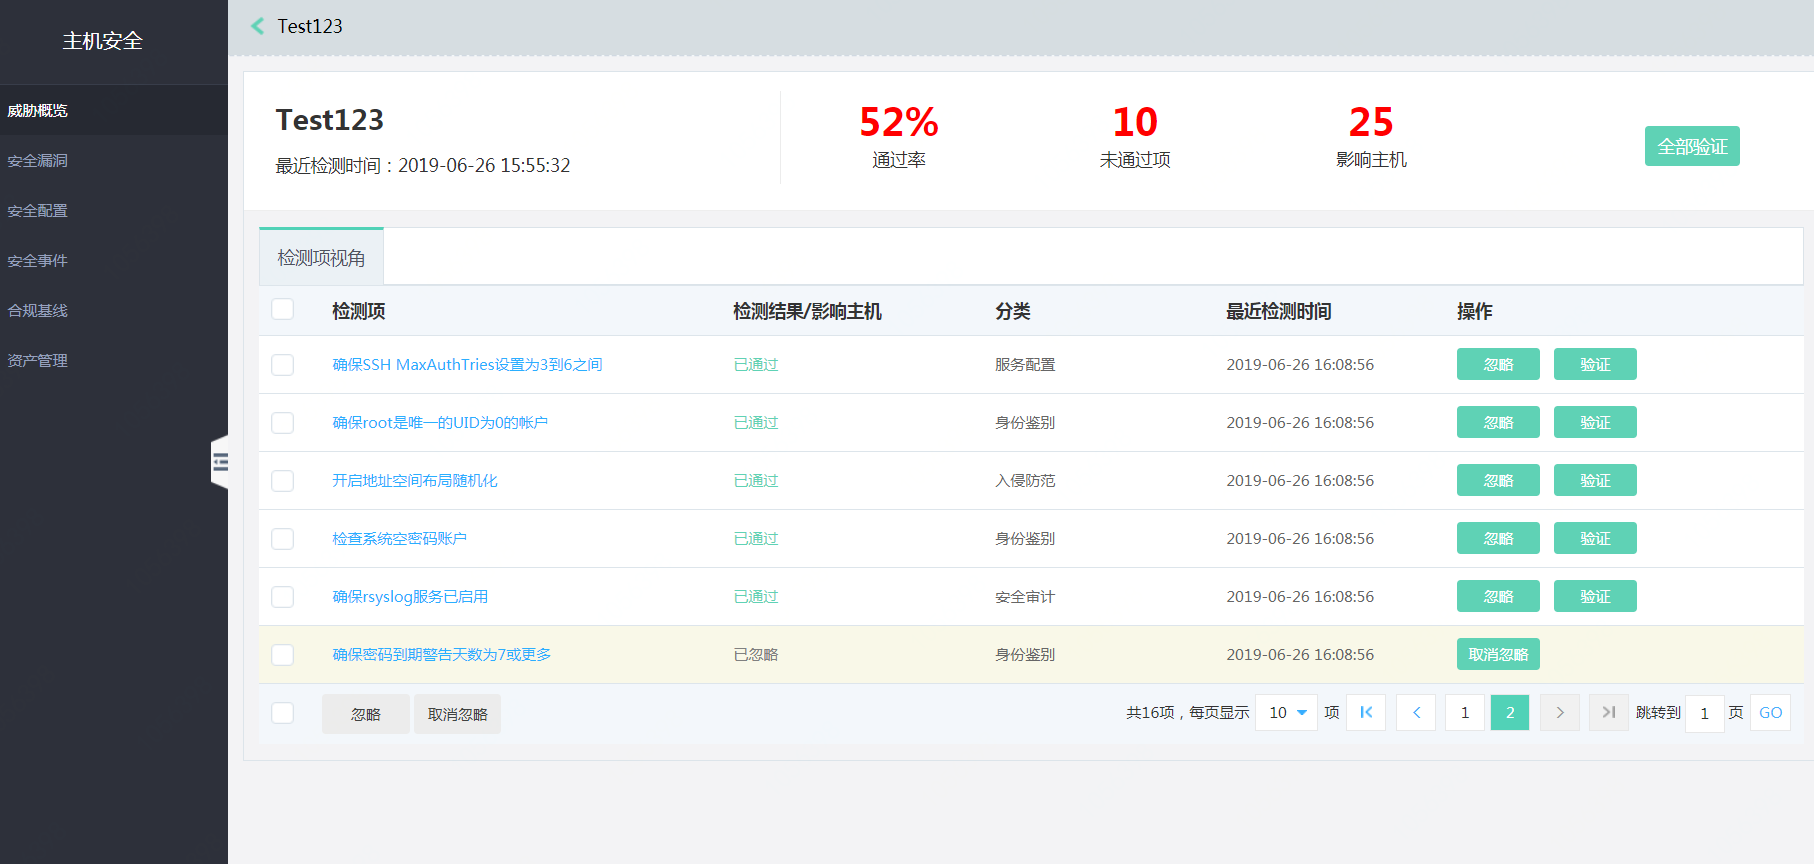 主机安全
威胁概览
安全漏洞
安全配置
安全事件
合规基线
资产管理
Test123
Test123
最近检测时间：2019-06-26 15:55:32
52%
通过率
10
未通过项
25
影响主机
全部验证
检测项视角
检测项 检测结果/影响主机 分类 最近检测时间 操作
确保SSH MaxAuthTries设置为3到6之间 已通过 服务配置 2019-06-26 16:08:56 忽略 验证
确保root是唯一的UID为0的帐户 已通过 身份鉴别 2019-06-26 16:08:56 忽略 验证
开启地址空间布局随机化 已通过 入侵防范 2019-06-26 16:08:56 忽略 验证
检查系统空密码账户 已通过 身份鉴别 2019-06-26 16:08:56 忽略 验证
确保rsyslog服务已启用 已通过 安全审计 2019-06-26 16:08:56 忽略 验证
确保密码到期警告天数为7或更多 已忽略 身份鉴别 2019-06-26 16:08:56 取消忽略
忽略 取消忽略 共16项，每页显示 10 项 1 2 跳转到 1 页 GO